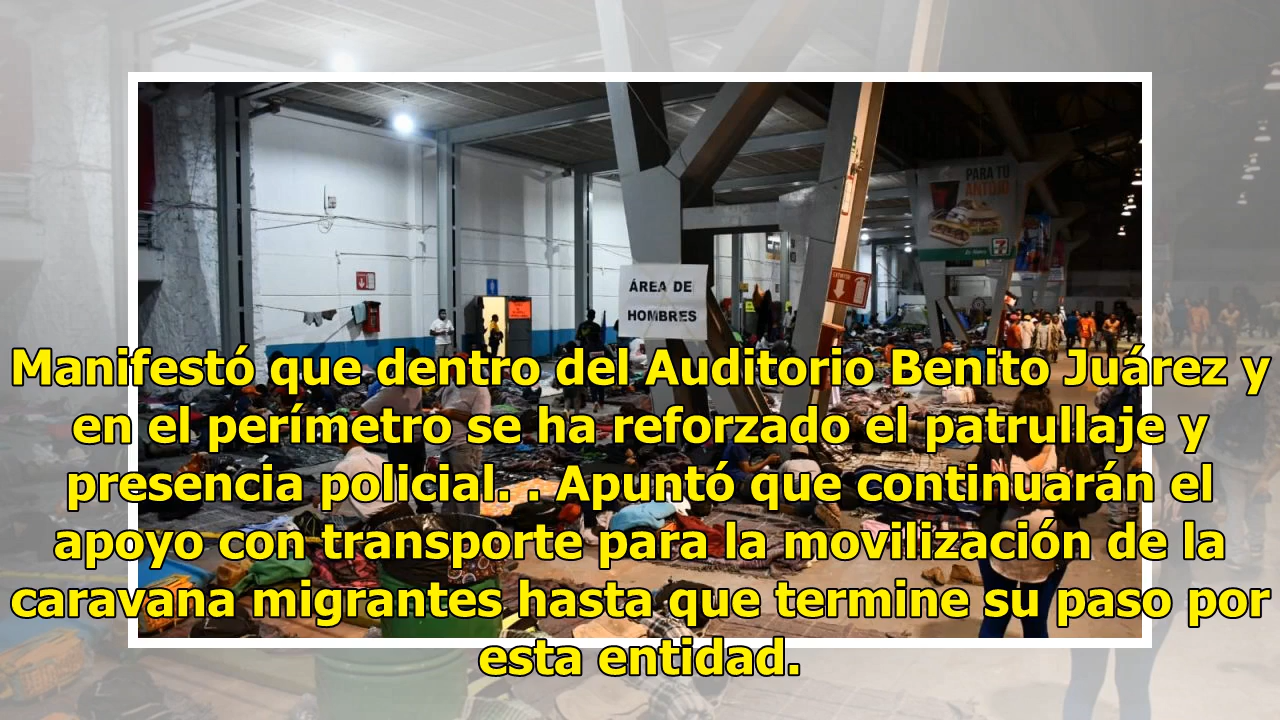 PARA TU
ANTOJO
ÁREA DE
HOMBRES
Manifestó que dentro del Auditorio Benito Juárez y
en el perímetro se ha reforzado el patrullaje y
presencia policial. . Apuntó que continuarán el
apoyo con transporte para la movilización de la
caravana migrantes hasta que termine su paso por
esta entidad.